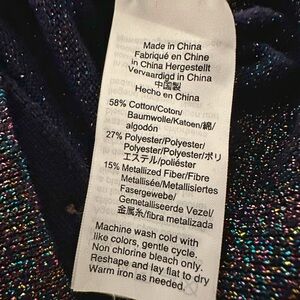 Made in China
Fabriqué en Chine
in China Hergestellt
Vervaardigd in China
中国製
Hecho en China
58% Cotton/Coton/
Baumwolle/Katoen/綿/
algodón
27% Polyester/Polyester/
Polyester/Polyester/ポリ
エステル/poliéster
15% Metallized Fiber/Fibre
Metallisée/Metallisiertes
Fasergewebe/
Gemetalliseerde Vezel/
金属糸/fibra metalizada
Machine wash cold with
like colors, gentle cycle.
Non chlorine bleach only.
Reshape and lay flat to dry
Warm iron as needed.